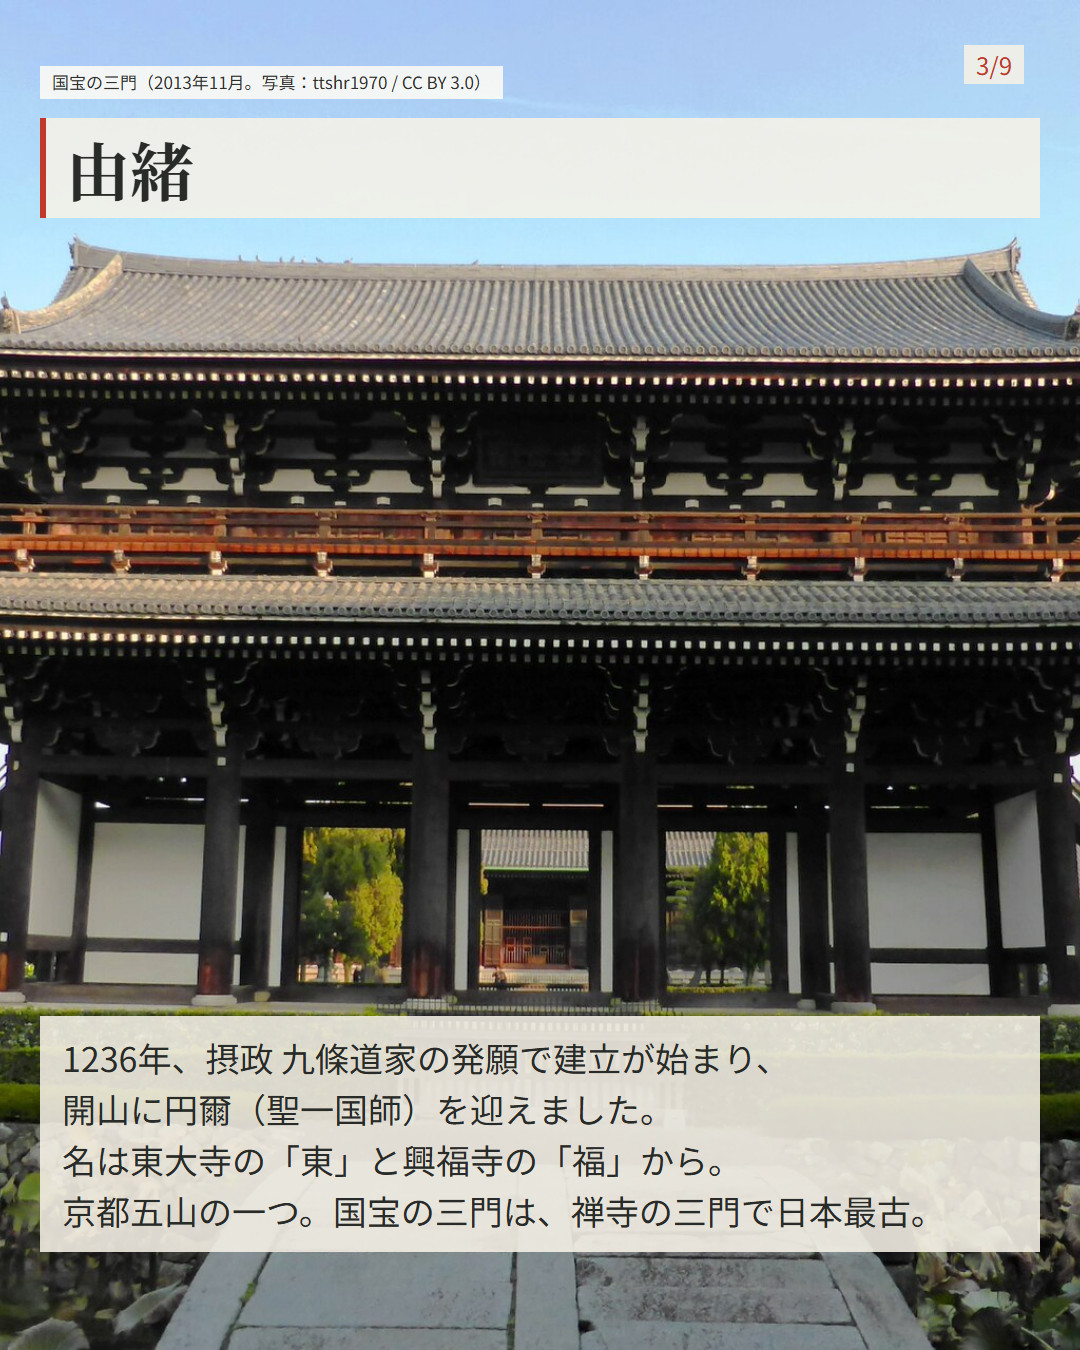 国宝の三門（2013年11月。写真：ttshr1970 / CC BY 3.0）
3/9
由緒
1236年、摂政 九條道家の発願で建立が始まり、
開山に円爾（聖一国師）を迎えました。
名は東大寺の「東」と興福寺の「福」から。
京都五山の一つ。国宝の三門は、禅寺の三門で日本最古。